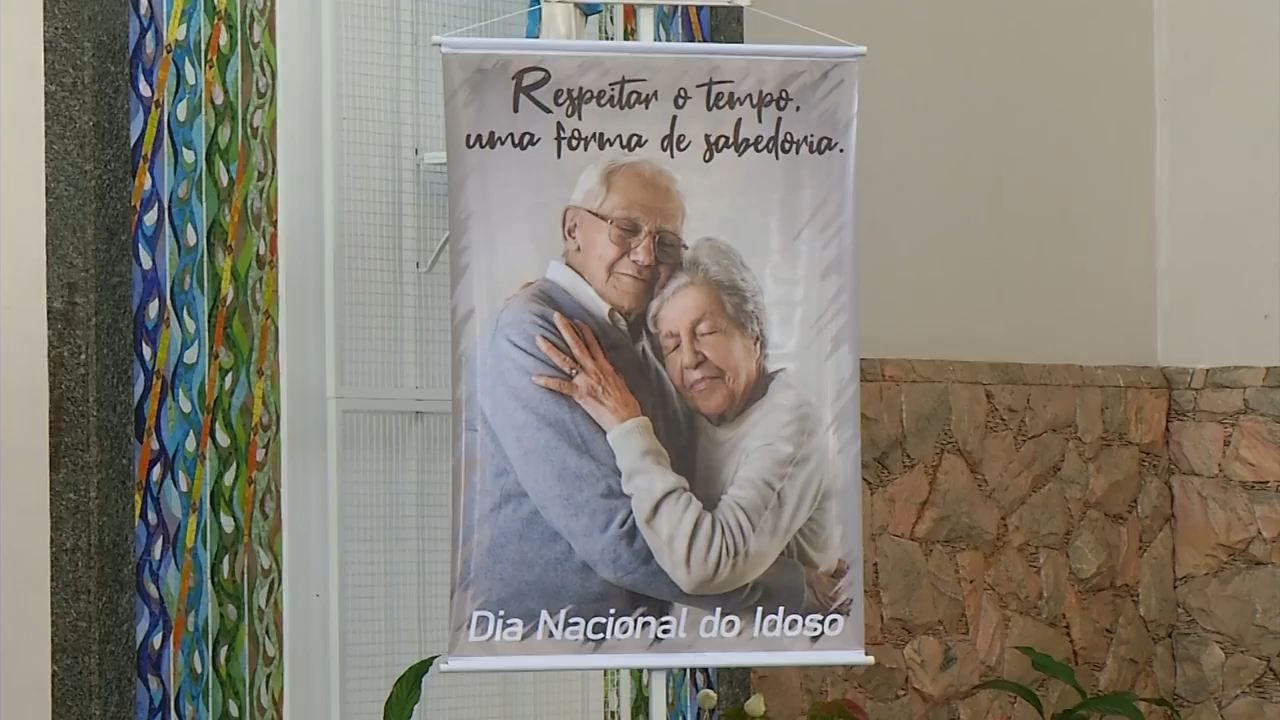 Respeitar o tempo,
uma forma de sabedoria.
Dia Nacional do Idoso